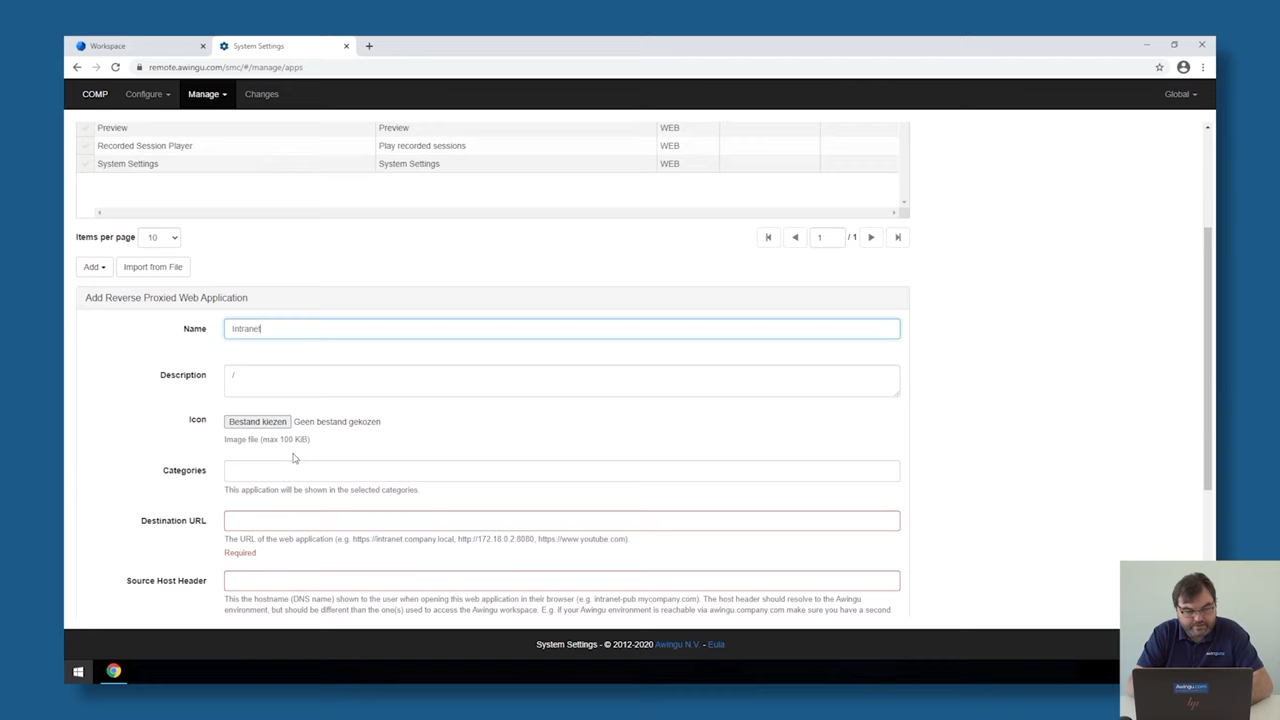 Workspace
System Settings
remote.awingu.com/smc/#/manage/apps
COMP Configure Manage Changes Global
Preview Preview WEB
Recorded Session Player Play recorded sessions WEB
System Settings System Settings WEB
Items per page 10 1 / 1
Add Import from File
Add Reverse Proxied Web Application
Name Intranet
Description /
Icon Bestand kiezen Geen bestand gekozen
Image file (max 100 KiB)
Categories
This application will be shown in the selected categories.
Destination URL
The URL of the web application (e.g. https://intranet.company.local, http://172.18.0.2:8080, https://www.youtube.com).
Required
Source Host Header
This the hostname (DNS name) shown to the user when opening this web application in their browser (e.g. intranet-pub.mycompany.com). The host header should resolve to the Awingu
environment, but should be different than the one(s) used to access the Awingu workspace. E.g. if your Awingu environment is reachable via awingu.company.com make sure you have a second
System Settings - © 2012-2020 Awingu N.V. - Eula
Awingu.com
hp